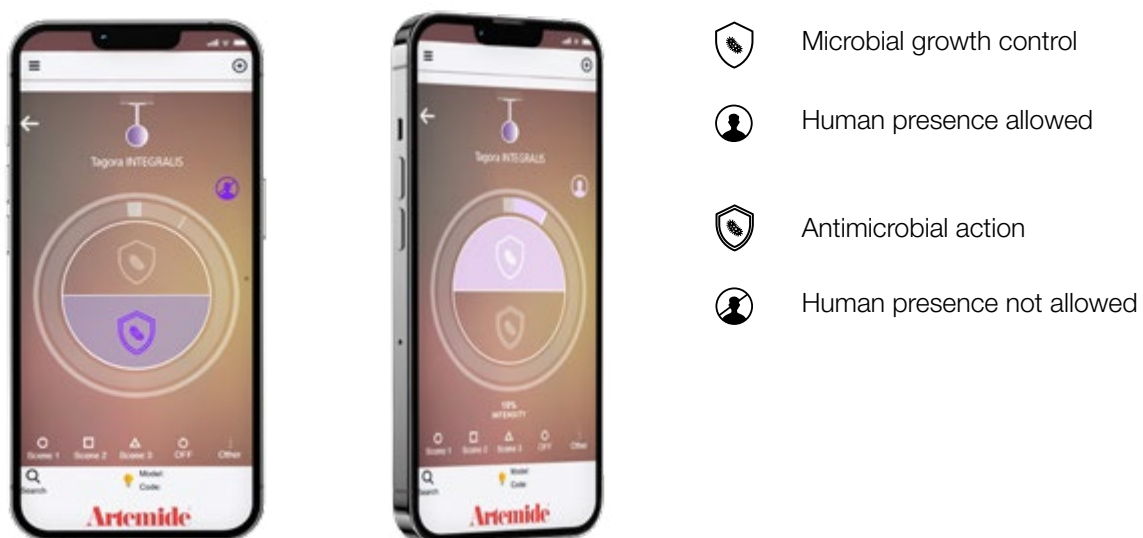 Tagora INTEGRALIS
Scene 1
Scene 2
Scene 3
OFF
Other
Search
Model:
Code:
Artemide
Tagora INTEGRALIS
10%
INTENSITY
Scene 1
Scene 2
Scene 3
OFF
Other
Search
Model:
Code:
Artemide
Microbial growth control
Human presence allowed
Antimicrobial action
Human presence not allowed